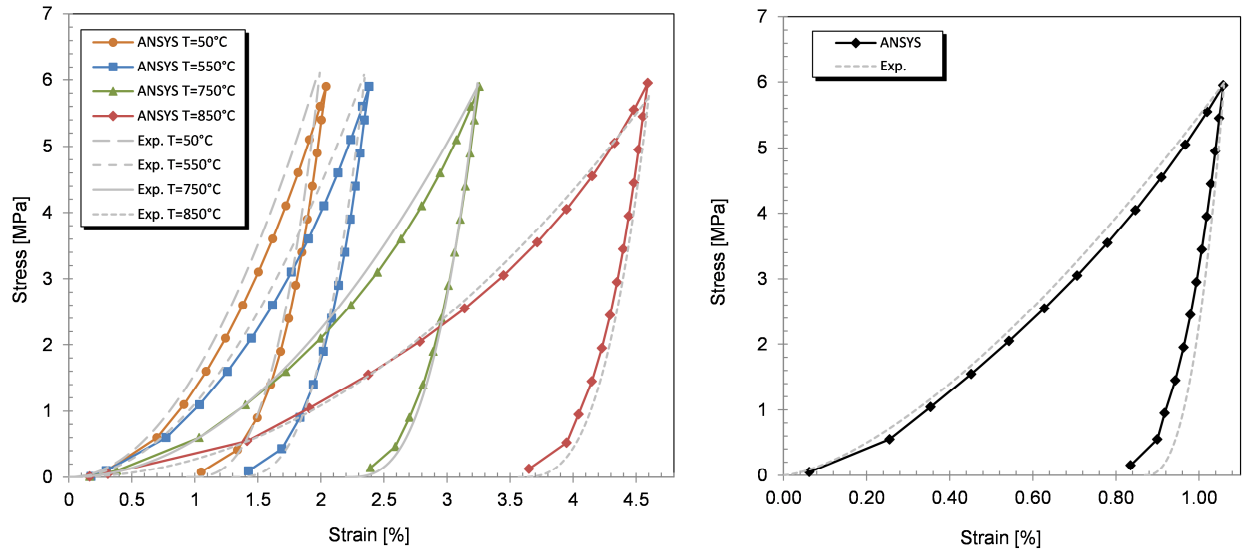 7
6
5
4
3
2
1
0
Stress [MPa]
ANSYS T=50°C
ANSYS T=550°C
ANSYS T=750°C
ANSYS T=850°C
Exp. T=50°C
Exp. T=550°C
Exp. T=750°C
Exp. T=850°C
0 0.5 1 1.5 2 2.5 3 3.5 4 4.5
Strain [%]
7
6
5
4
3
2
1
0
Stress [MPa]
ANSYS
Exp.
0.00 0.20 0.40 0.60 0.80 1.00
Strain [%]